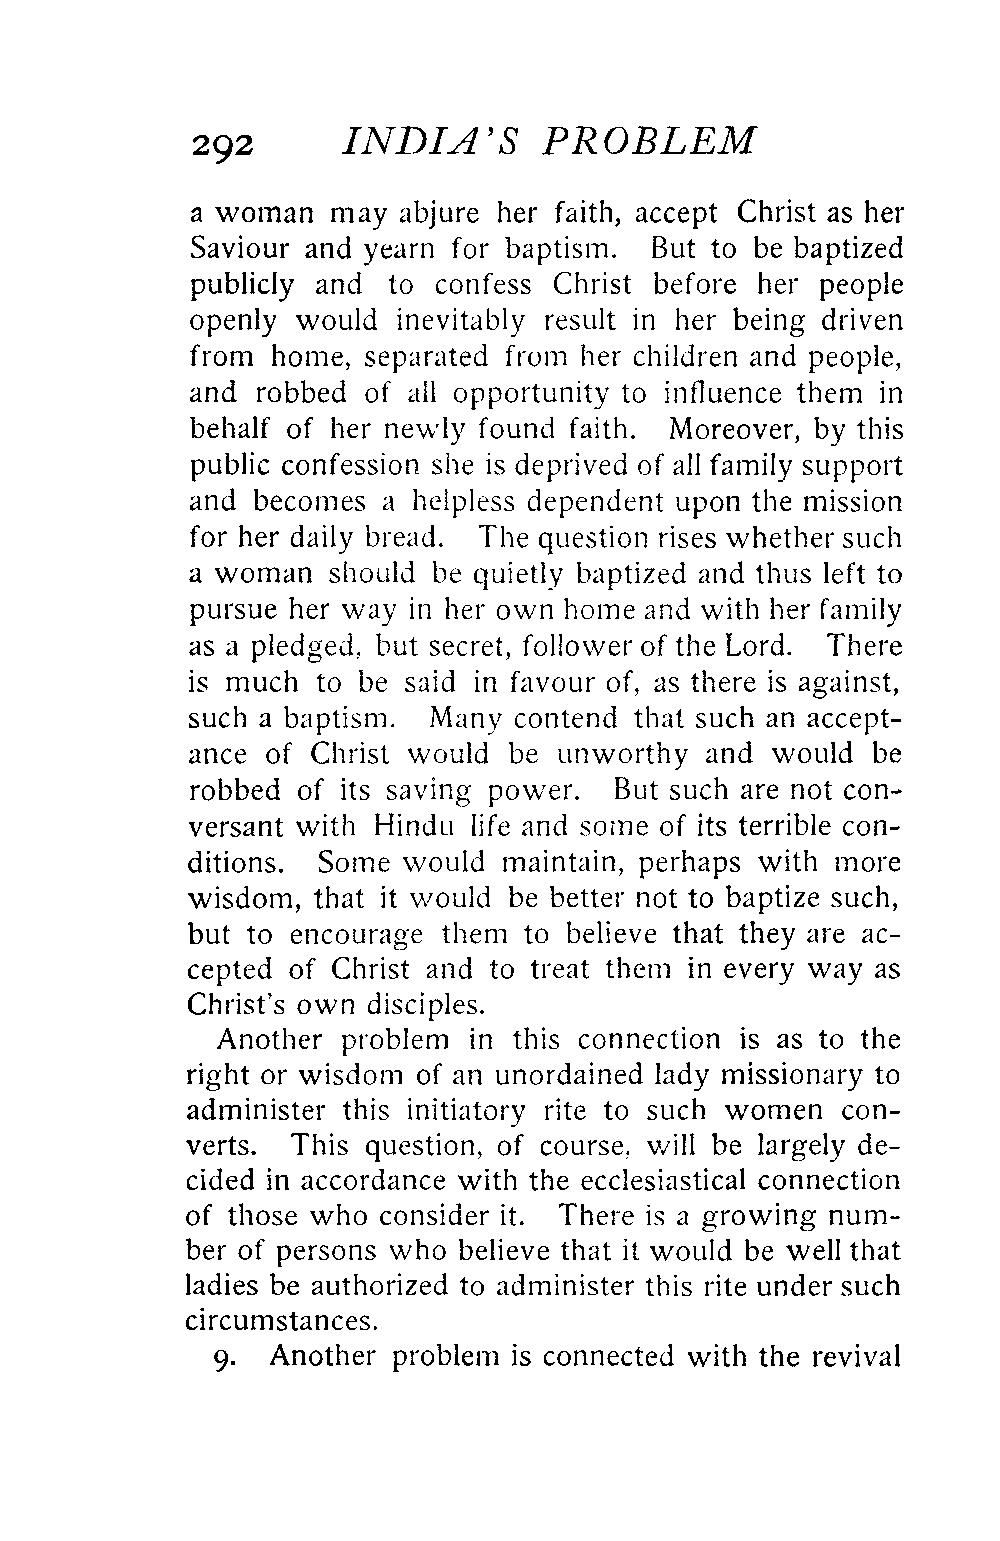 292 INDIA'S PROBLEM
a woman may abjure her faith, accept Christ as her
Saviour and yearn for baptism. But to be baptized
publicly and to confess Christ before her people
openly would inevitably result in her being driven
from home, separated from her children and people,
and robbed of all opportunity to influence them in
behalf of her newly found faith. Moreover, by this
public confession she is deprived of all family support
and becomes a helpless dependent upon the mission
for her daily bread. The question rises whether such
a woman should be quietly baptized and thus left to
pursue her way in her own home and with her family
as a pledged, but secret, follower of the Lord. There
is much to be said in favour of, as there is against,
such a baptism. Many contend that such an accept-
ance of Christ would be unworthy and would be
robbed of its saving power. But such are not con-
versant with Hindu life and some of its terrible con-
ditions. Some would maintain, perhaps with more
wisdom, that it would be better not to baptize such,
but to encourage them to believe that they are ac-
cepted of Christ and to treat them in every way as
Christ's own disciples.
Another problem in this connection is as to the
right or wisdom of an unordained lady missionary to
administer this initiatory rite to such women con-
verts. This question, of course, will be largely de-
cided in accordance with the ecclesiastical connection
of those who consider it. There is a growing num-
ber of persons who believe that it would be well that
ladies be authorized to administer this rite under such
circumstances.
9. Another problem is connected with the revival